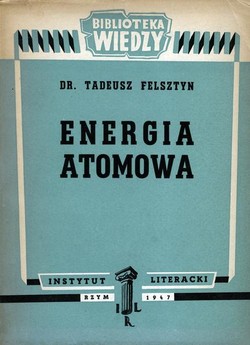 BIBLIOTEKA
WIEDZY
DR. TADEUSZ FELSZTYN
ENERGIA
ATOMOWA
INSTYTUT LITERACKI
RZYM 1947
I L
R